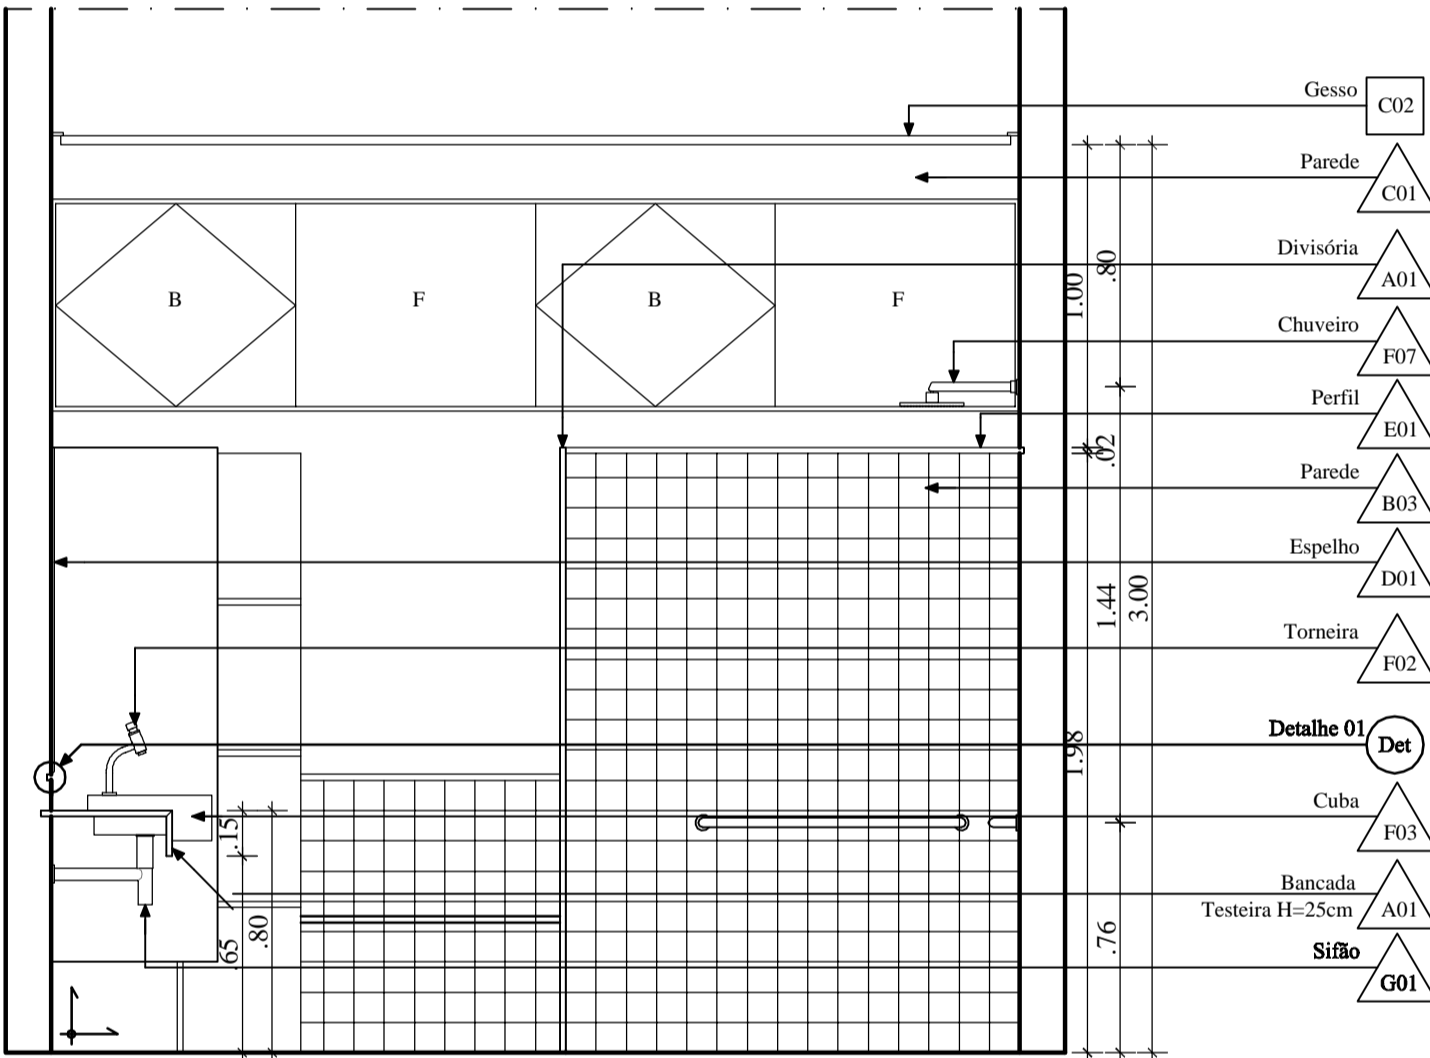 Gesso C02
Parede C01
Divisória A01
Chuveiro F07
Perfil E01
Parede B03
Espelho D01
Torneira F02
Detalhe 01 Det
Cuba F03
Bancada
Testeira H=25cm A01
Sifão G01
B F B F
1.00
.80
.02
1.44
3.00
1.98
.76
.15
.65
.80